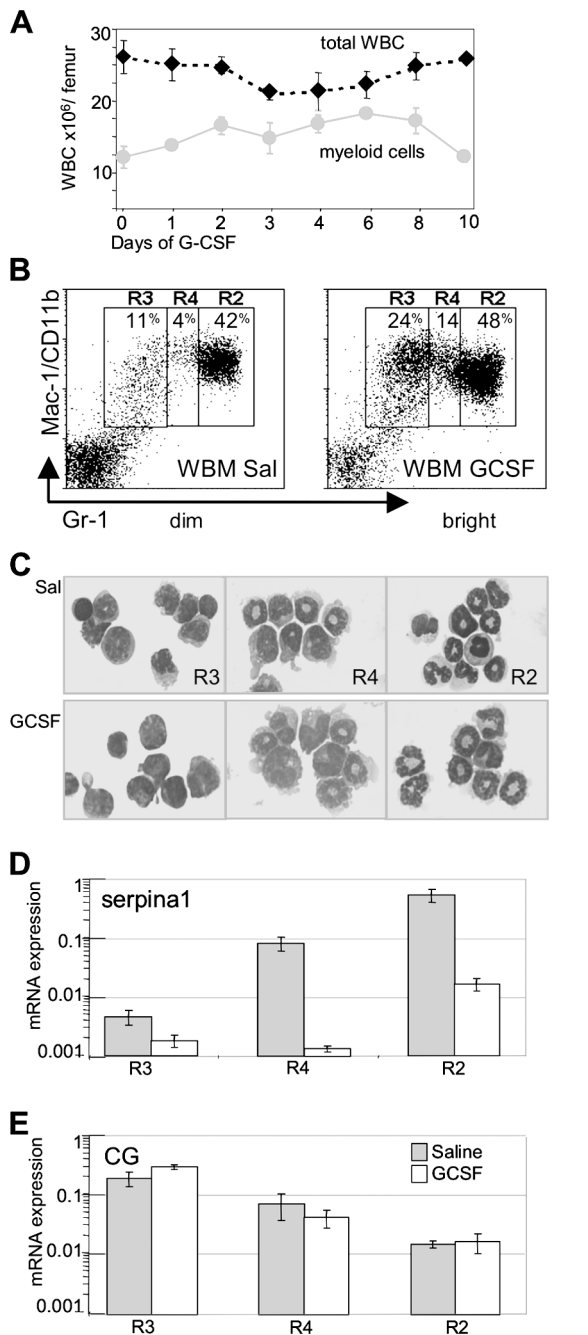 A
30
20
10
WBC x10⁶/ femur
total WBC
myeloid cells
0 1 2 3 4 6 8 10
Days of G-CSF
B
R3 R4 R2 R3 R4 R2
11% 4% 42% 24% 14 48%
Mac-1/CD11b
WBM Sal WBM GCSF
Gr-1 dim bright
C
Sal
R3 R4 R2
GCSF
D
1
0.1
0.01
0.001
mRNA expression
serpina1
R3 R4 R2
E
1
0.1
0.01
0.001
mRNA expression
CG
Saline
GCSF
R3 R4 R2